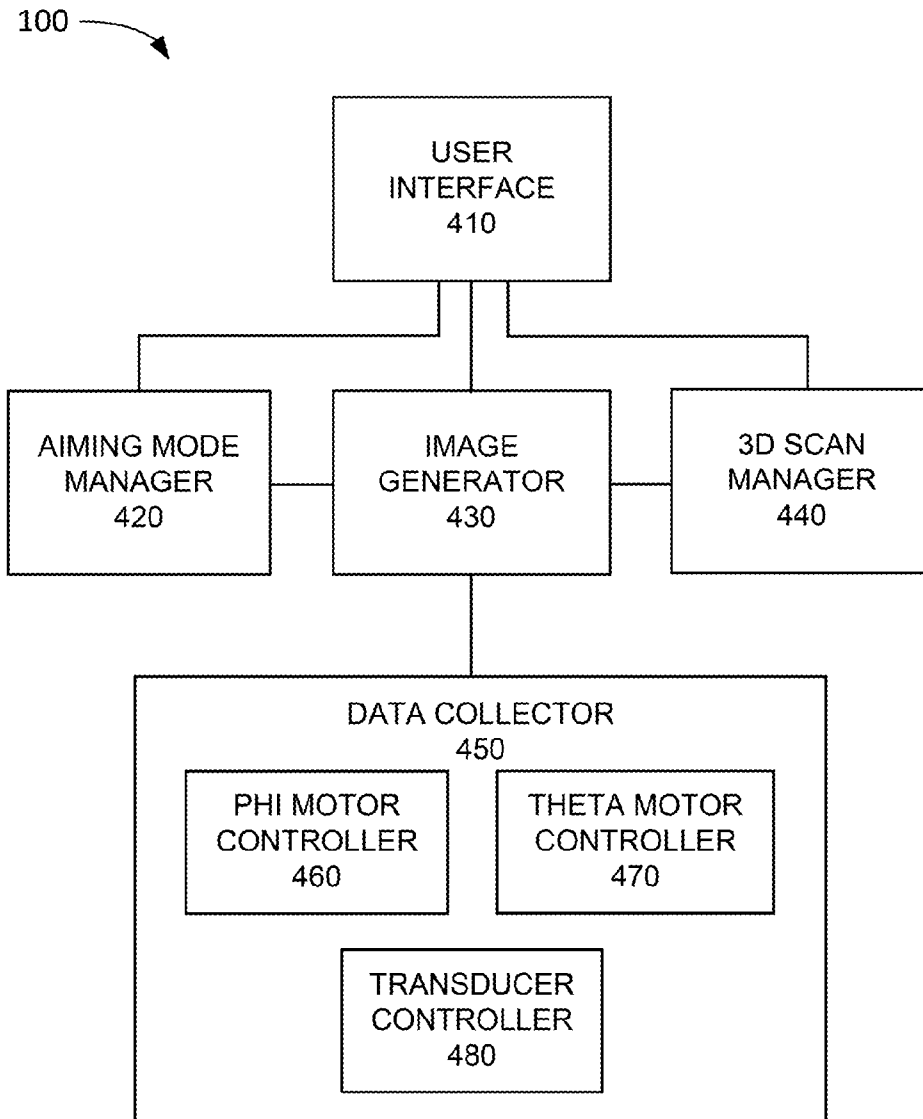 100
USER
INTERFACE
410
AIMING MODE
MANAGER
420
IMAGE
GENERATOR
430
3D SCAN
MANAGER
440
DATA COLLECTOR
450
PHI MOTOR
CONTROLLER
460
THETA MOTOR
CONTROLLER
470
TRANSDUCER
CONTROLLER
480